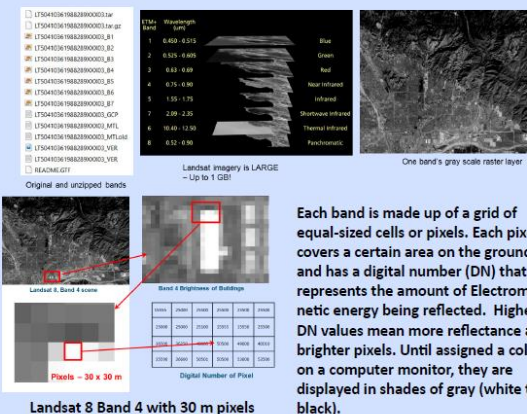 LT50410361988289XXX03.tar
LT50410361988289XXX03.tar.gz
LT50410361988289XXX03_B1
LT50410361988289XXX03_B2
LT50410361988289XXX03_B3
LT50410361988289XXX03_B4
LT50410361988289XXX03_B5
LT50410361988289XXX03_B6
LT50410361988289XXX03_B7
LT50410361988289XXX03_GCP
LT50410361988289XXX03_MTL
LT50410361988289XXX03_MTLold
LT50410361988289XXX03_VER
LT50410361988289XXX03_VER
README.GTF
Original and unzipped bands
ETM+ Band Wavelength (um)
1 0.450 - 0.515 Blue
2 0.525 - 0.605 Green
3 0.63 - 0.69 Red
4 0.75 - 0.90 Near Infrared
5 1.55 - 1.75 Infrared
7 2.09 - 2.35 Shortwave Infrared
6 10.40 - 12.50 Thermal Infrared
8 0.52 - 0.90 Panchromatic
Landsat imagery is LARGE
~ Up to 1 GB!
One band's gray scale raster layer
Landsat 8, Band 4 scene
Band 4 Brightness of Buildings
Pixels – 30 x 30 m
Digital Number of Pixel
Landsat 8 Band 4 with 30 m pixels
Each band is made up of a grid of
equal-sized cells or pixels. Each pix
covers a certain area on the ground
and has a digital number (DN) that
represents the amount of Electrom
netic energy being reflected. Highe
DN values mean more reflectance a
brighter pixels. Until assigned a col
on a computer monitor, they are
displayed in shades of gray (white t
black).